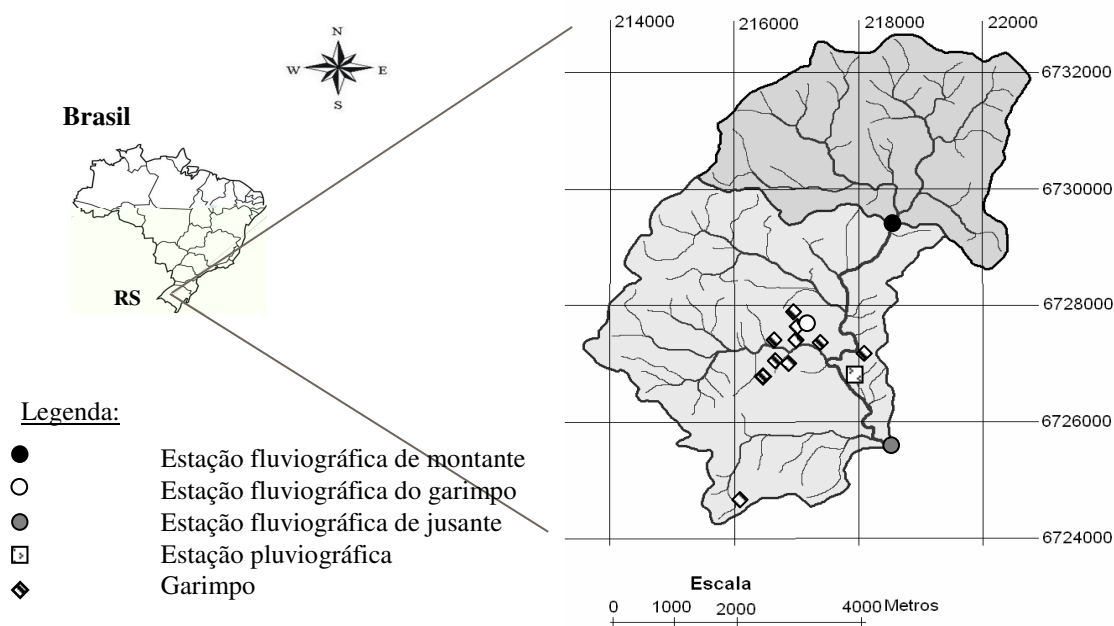 214000
216000
218000
22000
N
W
E
S
Brasil
RS
6732000
6730000
6728000
6726000
6724000
Legenda:
Estação fluviográfica de montante
Estação fluviográfica do garimpo
Estação fluviográfica de jusante
Estação pluviográfica
Garimpo
Escala
0 1000 2000 4000 Metros